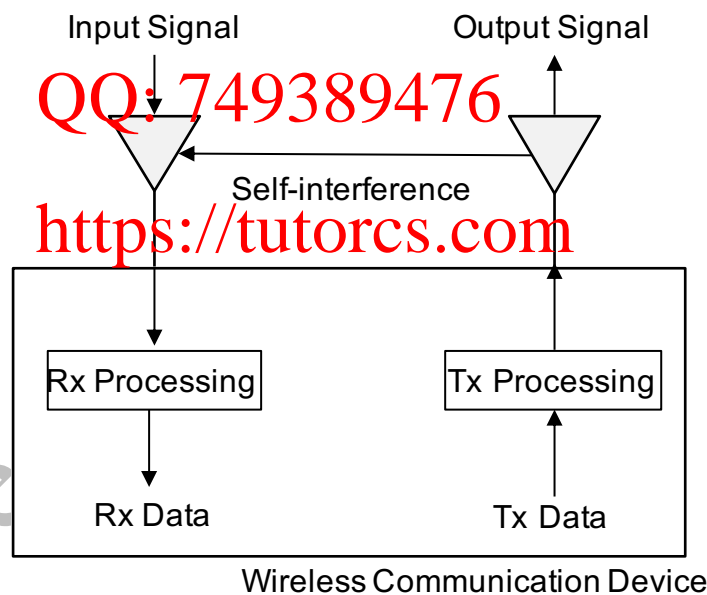 Input Signal
Output Signal
QQ: 749389476
Self-interference
https://tutorcs.com
Rx Processing
Tx Processing
Rx Data
Tx Data
Wireless Communication Device